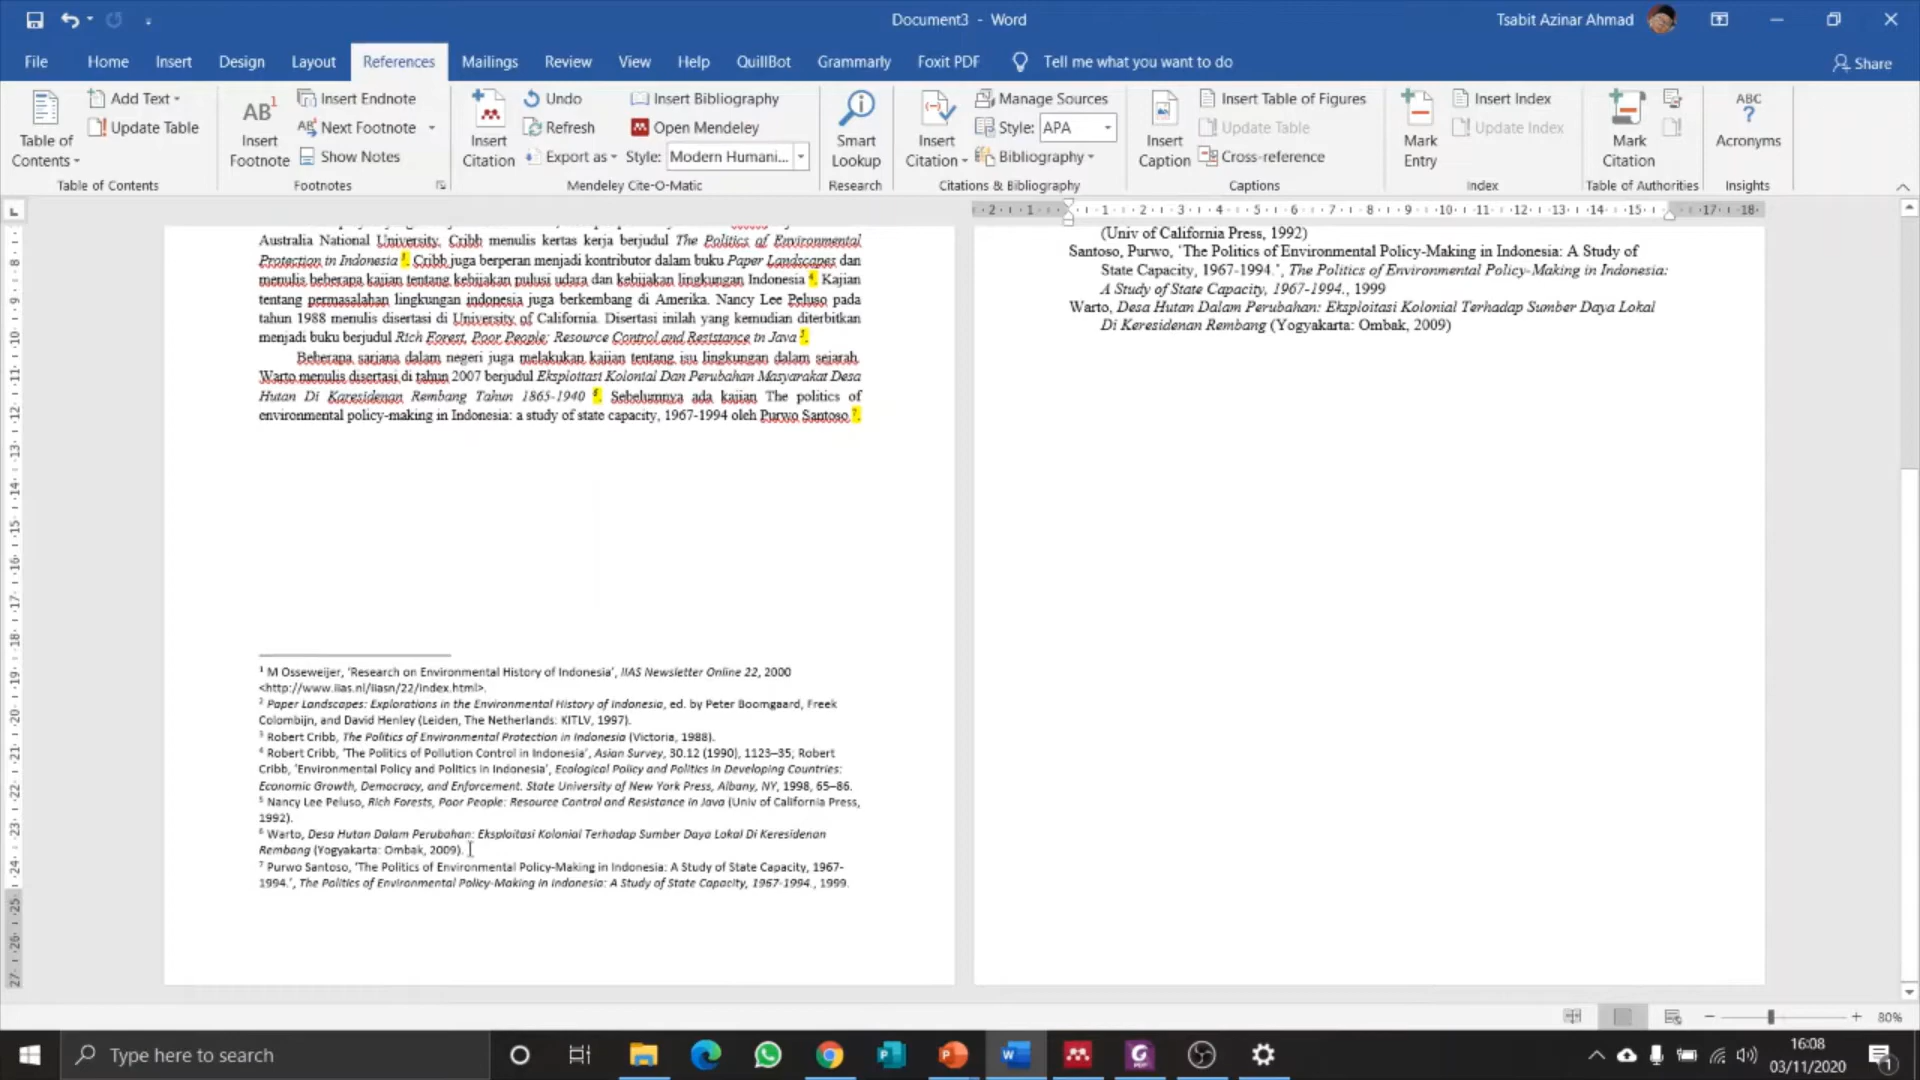 Document3 - Word
Tsabit Azinar Ahmad
File Home Insert Design Layout References Mailings Review View Help QuillBot Grammarly Foxit PDF Tell me what you want to do Share
Table of Contents
Add Text
Update Table
Table of Contents
AB1 Insert Footnote
Insert Endnote
Next Footnote
Show Notes
Footnotes
Insert Citation
Undo
Refresh
Export as
Insert Bibliography
Open Mendeley
Style: Modern Humani...
Mendeley Cite-O-Matic
Smart Lookup
Research
Insert Citation
Manage Sources
Style: APA
Bibliography
Citations & Bibliography
Insert Caption
Insert Table of Figures
Update Table
Cross-reference
Captions
Mark Entry
Insert Index
Update Index
Index
Mark Citation
Table of Authorities
ABC ?
Acronyms
Insights
Australia National University. Cribb menulis kertas kerja berjudul The Politics of Environmental
Protection in Indonesia 3. Cribb juga berperan menjadi kontributor dalam buku Paper Landscapes dan
menulis beberapa kajian tentang kebijakan pulusi udara dan kebijakan lingkungan Indonesia 4. Kajian
tentang permasalahan lingkungan indonesia juga berkembang di Amerika. Nancy Lee Peluso pada
tahun 1988 menulis disertasi di University of California. Disertasi inilah yang kemudian diterbitkan
menjadi buku berjudul Rich Forest, Poor People; Resource Control and Resistance in Java 5.
Beberapa sarjana dalam negeri juga melakukan kajian tentang isu lingkungan dalam sejarah.
Warto menulis disertasi di tahun 2007 berjudul Eksploitasi Kolonial Dan Perubahan Masyarakat Desa
Hutan Di Karesidenan Rembang Tahun 1865-1940 6. Sebelumnya ada kajian The politics of
environmental policy-making in Indonesia: a study of state capacity, 1967-1994 oleh Purwo Santoso 7.
1 M Osseweijer, ‘Research on Environmental History of Indonesia’, IIAS Newsletter Online 22, 2000
<http://www.iias.nl/iiasn/22/index.html>.
2 Paper Landscapes: Explorations in the Environmental History of Indonesia, ed. by Peter Boomgaard, Freek
Colombijn, and David Henley (Leiden, The Netherlands: KITLV, 1997).
3 Robert Cribb, The Politics of Environmental Protection in Indonesia (Victoria, 1988).
4 Robert Cribb, ‘The Politics of Pollution Control in Indonesia’, Asian Survey, 30.12 (1990), 1123–35; Robert
Cribb, ‘Environmental Policy and Politics in Indonesia’, Ecological Policy and Politics in Developing Countries:
Economic Growth, Democracy, and Enforcement. State University of New York Press, Albany, NY, 1998, 65–86.
5 Nancy Lee Peluso, Rich Forests, Poor People: Resource Control and Resistance in Java (Univ of California Press,
1992).
6 Warto, Desa Hutan Dalam Perubahan: Eksploitasi Kolonial Terhadap Sumber Daya Lokal Di Keresidenan
Rembang (Yogyakarta: Ombak, 2009).
7 Purwo Santoso, ‘The Politics of Environmental Policy-Making in Indonesia: A Study of State Capacity, 1967-
1994.’, The Politics of Environmental Policy-Making in Indonesia: A Study of State Capacity, 1967-1994., 1999.
(Univ of California Press, 1992)
Santoso, Purwo, ‘The Politics of Environmental Policy-Making in Indonesia: A Study of
State Capacity, 1967-1994.’, The Politics of Environmental Policy-Making in Indonesia:
A Study of State Capacity, 1967-1994., 1999
Warto, Desa Hutan Dalam Perubahan: Eksploitasi Kolonial Terhadap Sumber Daya Lokal
Di Keresidenan Rembang (Yogyakarta: Ombak, 2009)
80%
Type here to search
16:08
03/11/2020